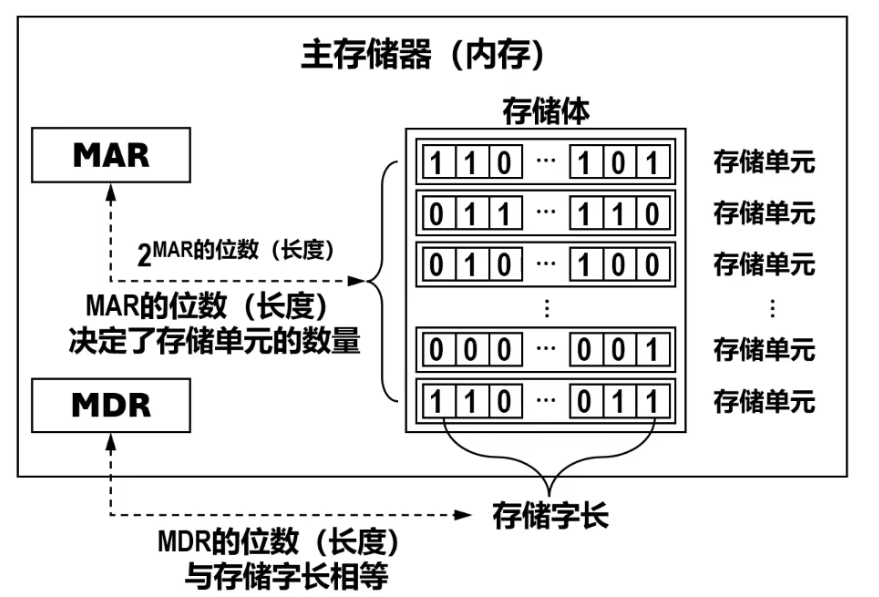 主存储器（内存）
存储体
MAR
1 1 0 ··· 1 0 1 存储单元
0 1 1 ··· 1 1 0 存储单元
2^MAR的位数（长度）
0 1 0 ··· 1 0 0 存储单元
MAR的位数（长度）
决定了存储单元的数量
⋮ ⋮
0 0 0 ··· 0 0 1 存储单元
MDR
1 1 0 ··· 0 1 1 存储单元
存储字长
MDR的位数（长度）
与存储字长相等